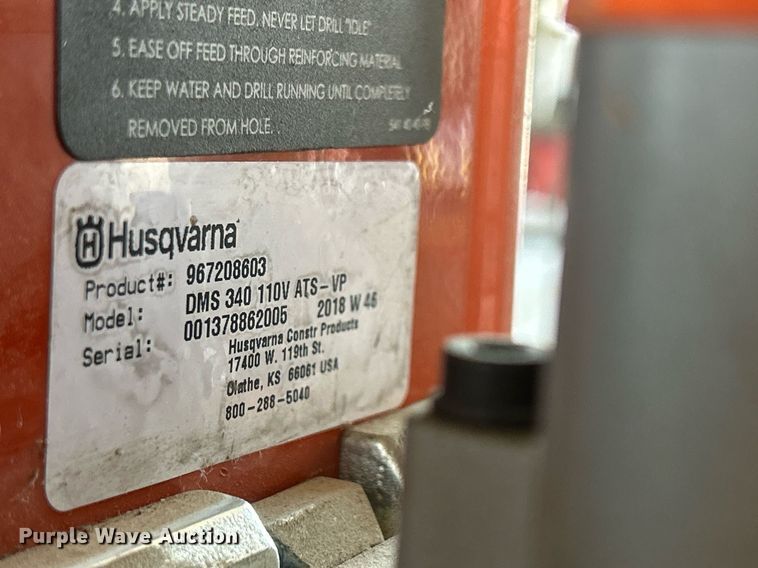 4. APPLY STEADY FEED. NEVER LET DRILL "IDLE"
5. EASE OFF FEED THROUGH REINFORCING MATERIAL
6. KEEP WATER AND DRILL RUNNING UNTIL COMPLETELY
REMOVED FROM HOLE.
Husqvarna
Product#: 967208603
Model: DMS 340 110V ATS-VP
Serial: 001378862005 2018 W 46
Husqvarna Constr Products
17400 W. 119th St.
Olathe, KS 66061 USA
800-288-5040
Purple Wave Auction